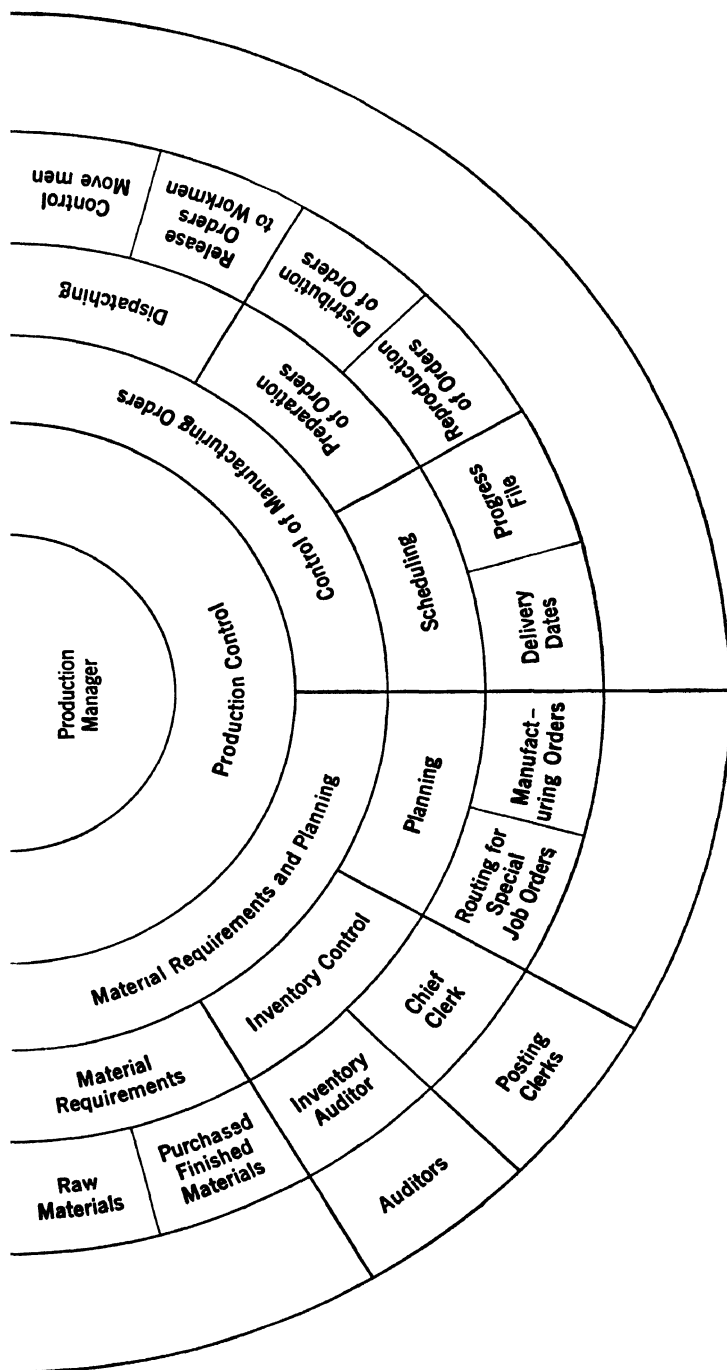 Production
Manager
Production Control
Control of Manufacturing Orders
Material Requirements and Planning
Dispatching
Preparation
of Orders
Scheduling
Planning
Inventory Control
Material
Requirements
Control
Move men
Release
Orders
to Workmen
Distribution
of Orders
Reproduction
of Orders
Progress
File
Delivery
Dates
Manufact-
uring Orders
Routing for
Special
Job Orders
Chief
Clerk
Inventory
Auditor
Purchased
Finished
Materials
Raw
Materials
Posting
Clerks
Auditors